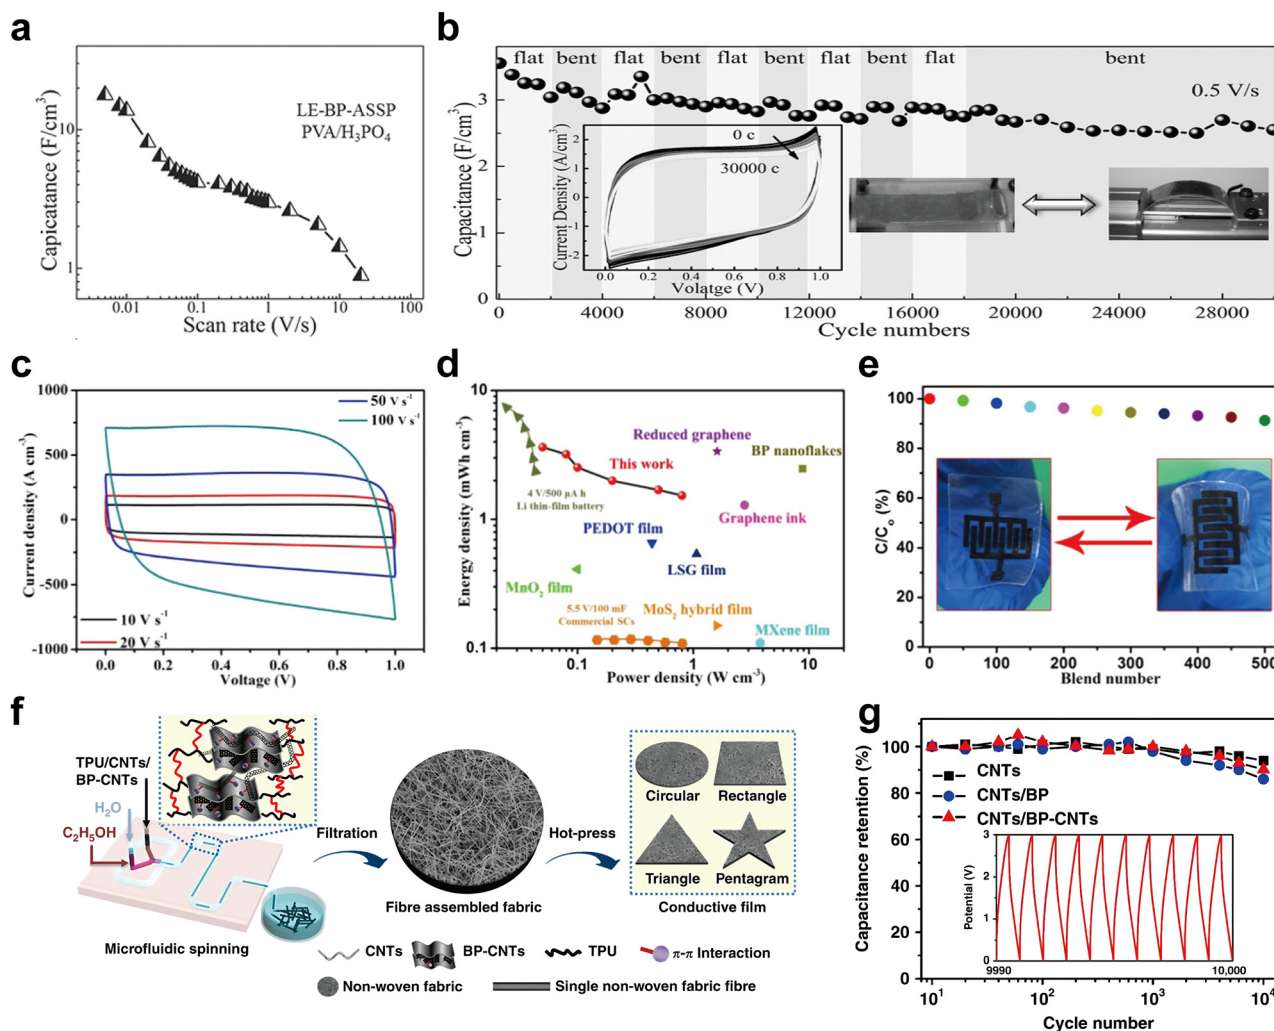 a
Capicatance (F/cm³)
10
1
LE-BP-ASSP
PVA/H₃PO₄
0.01 0.1 1 10 100
Scan rate (V/s)
b
Capacitance (F/cm³)
3
2
1
0
flat bent flat bent flat bent flat bent flat bent
0.5 V/s
Current Density (A/cm³)
2
1
0
-1
-2
0 c
30000 c
0.0 0.2 0.4 0.6 0.8 1.0
Volatge (V)
0 4000 8000 12000 16000 20000 24000 28000
Cycle numbers
c
Current density (A cm⁻³)
1000
500
0
-500
-1000
50 V s⁻¹
100 V s⁻¹
10 V s⁻¹
20 V s⁻¹
0.0 0.2 0.4 0.6 0.8 1.0
Voltage (V)
d
Energy density (mWh cm⁻³)
10
1
0.1
Reduced graphene
BP nanoflakes
This work
4 V/500 μA h
Li thin-film battery
Graphene ink
PEDOT film
LSG film
MnO₂ film
5.5 V/100 mF
Commercial SCs
MoS₂ hybrid film
MXene film
0.1 1 10
Power density (W cm⁻³)
e
C/Cₒ (%)
100
80
60
40
20
0
0 100 200 300 400 500
Blend number
f
TPU/CNTs/
BP-CNTs
H₂O
C₂H₅OH
Microfluidic spinning
Filtration
Fibre assembled fabric
Hot-press
Circular Rectangle
Triangle Pentagram
Conductive film
CNTs BP-CNTs TPU π-π Interaction
Non-woven fabric Single non-woven fabric fibre
g
Capacitance retention (%)
100
80
60
40
20
0
CNTs
CNTs/BP
CNTs/BP-CNTs
Potential (V)
3
2
1
0
9990 10,000
10¹ 10² 10³ 10⁴
Cycle number